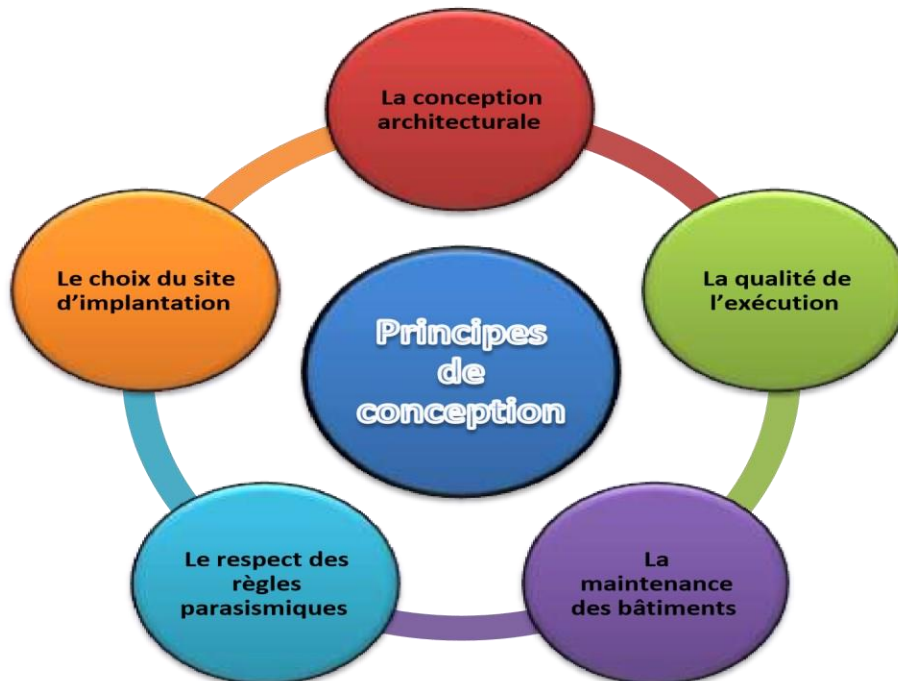 La conception
architecturale
Le choix du site
d'implantation
La qualité de
l'exécution
Principes
de
conception
Le respect des
règles
parasismiques
La
maintenance
des bâtiments